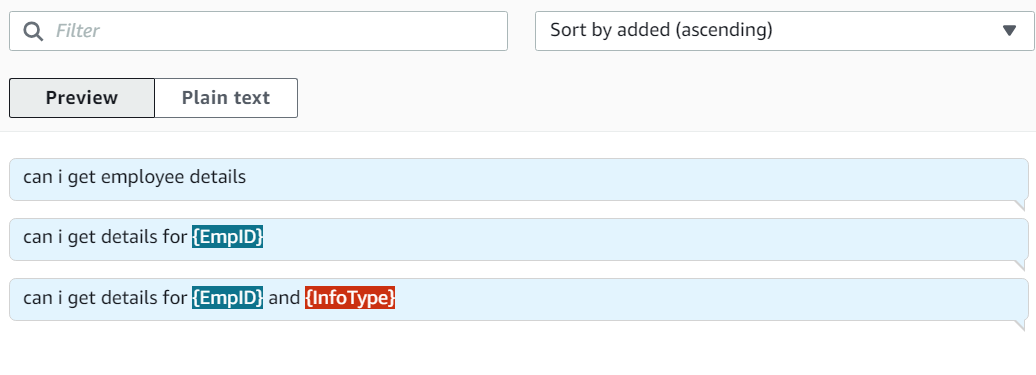 Filter
Sort by added (ascending)
Preview
Plain text
can i get employee details
can i get details for {EmpID}
can i get details for {EmpID} and {InfoType}